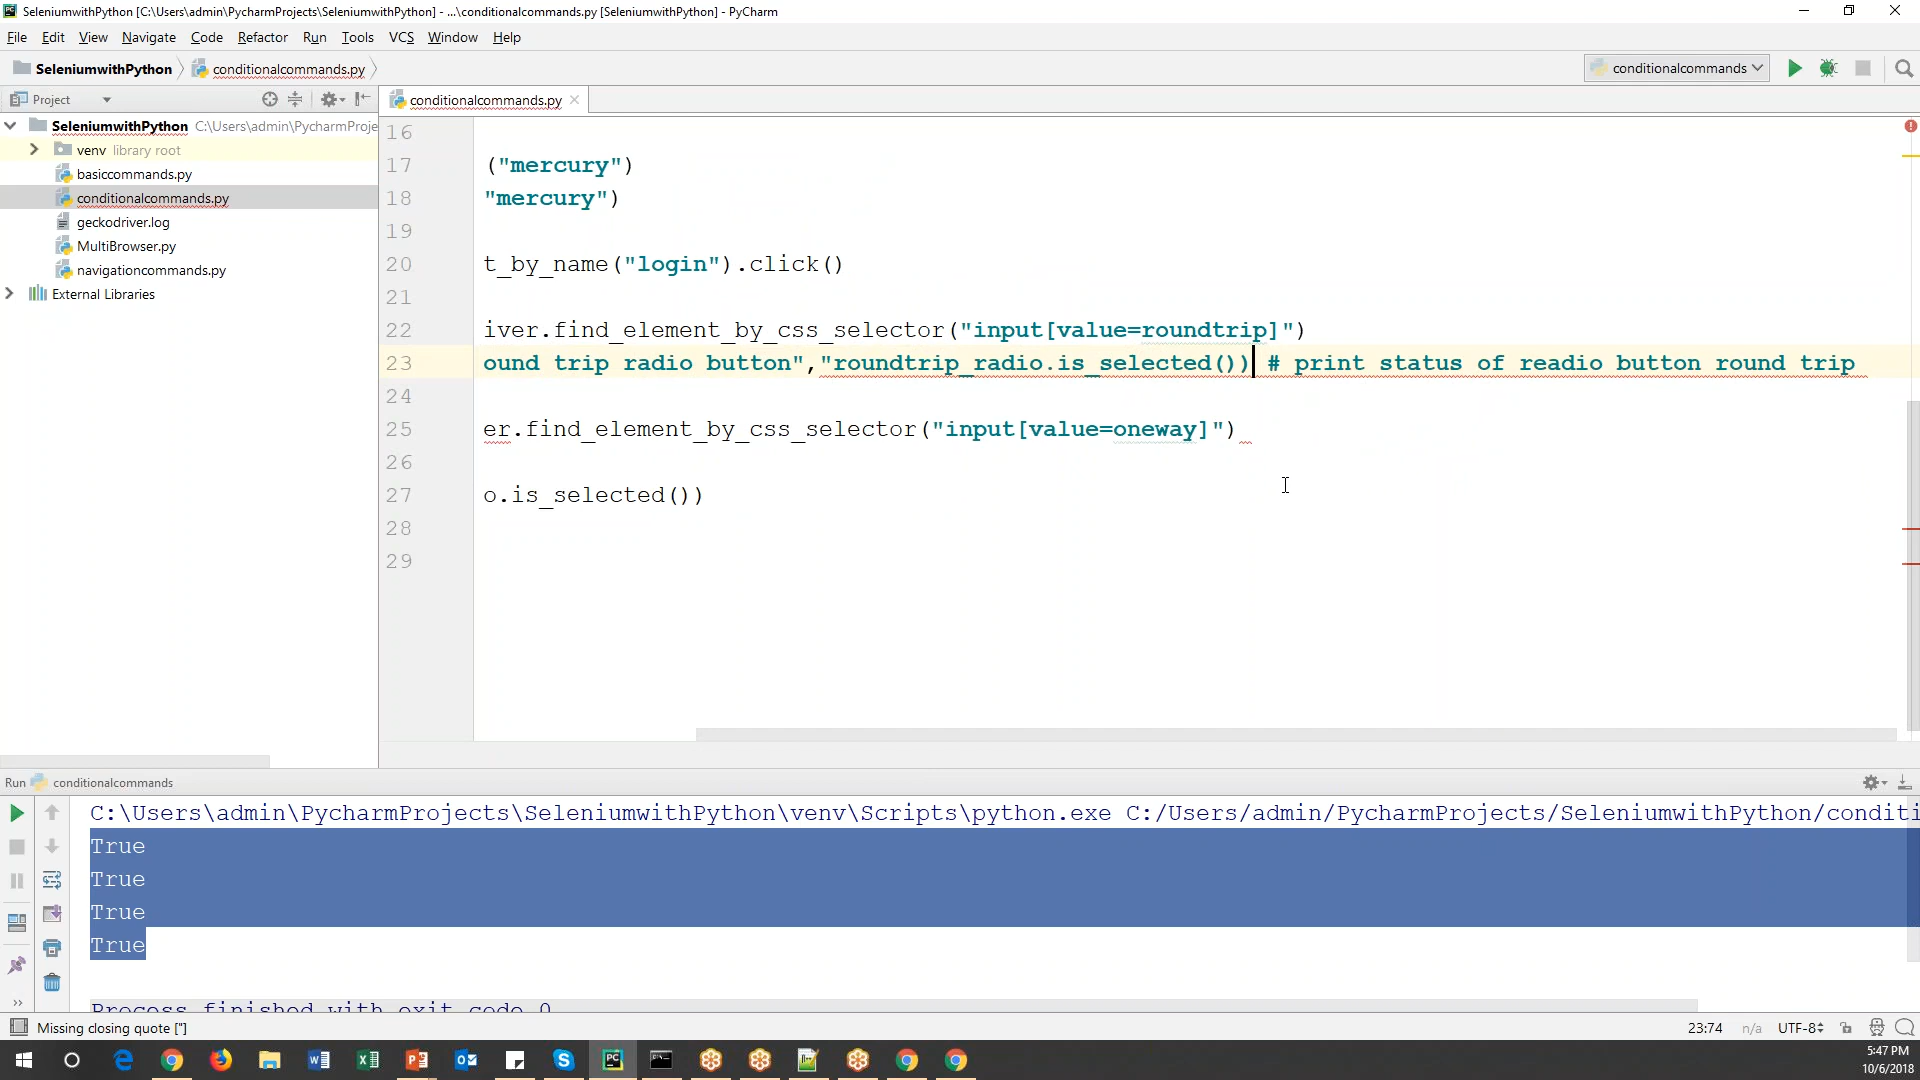 SeleniumwithPython [C:\Users\admin\PycharmProjects\SeleniumwithPython] - ...\conditionalcommands.py [SeleniumwithPython] - PyCharm
File Edit View Navigate Code Refactor Run Tools VCS Window Help
SeleniumwithPython conditionalcommands.py conditionalcommands
Project conditionalcommands.py
SeleniumwithPython C:\Users\admin\PycharmProje
venv library root
basiccommands.py
conditionalcommands.py
geckodriver.log
MultiBrowser.py
navigationcommands.py
External Libraries
16
17 ("mercury")
18 "mercury")
19
20 t_by_name("login").click()
21
22 iver.find_element_by_css_selector("input[value=roundtrip]")
23 ound trip radio button","roundtrip_radio.is_selected()) # print status of readio button round trip
24
25 er.find_element_by_css_selector("input[value=oneway]")
26
27 o.is_selected())
28
29
Run conditionalcommands
C:\Users\admin\PycharmProjects\SeleniumwithPython\venv\Scripts\python.exe C:/Users/admin/PycharmProjects/SeleniumwithPython/conditi
True
True
True
True
Process finished with exit code 0
Missing closing quote ["] 23:74 n/a UTF-8
5:47 PM
10/6/2018